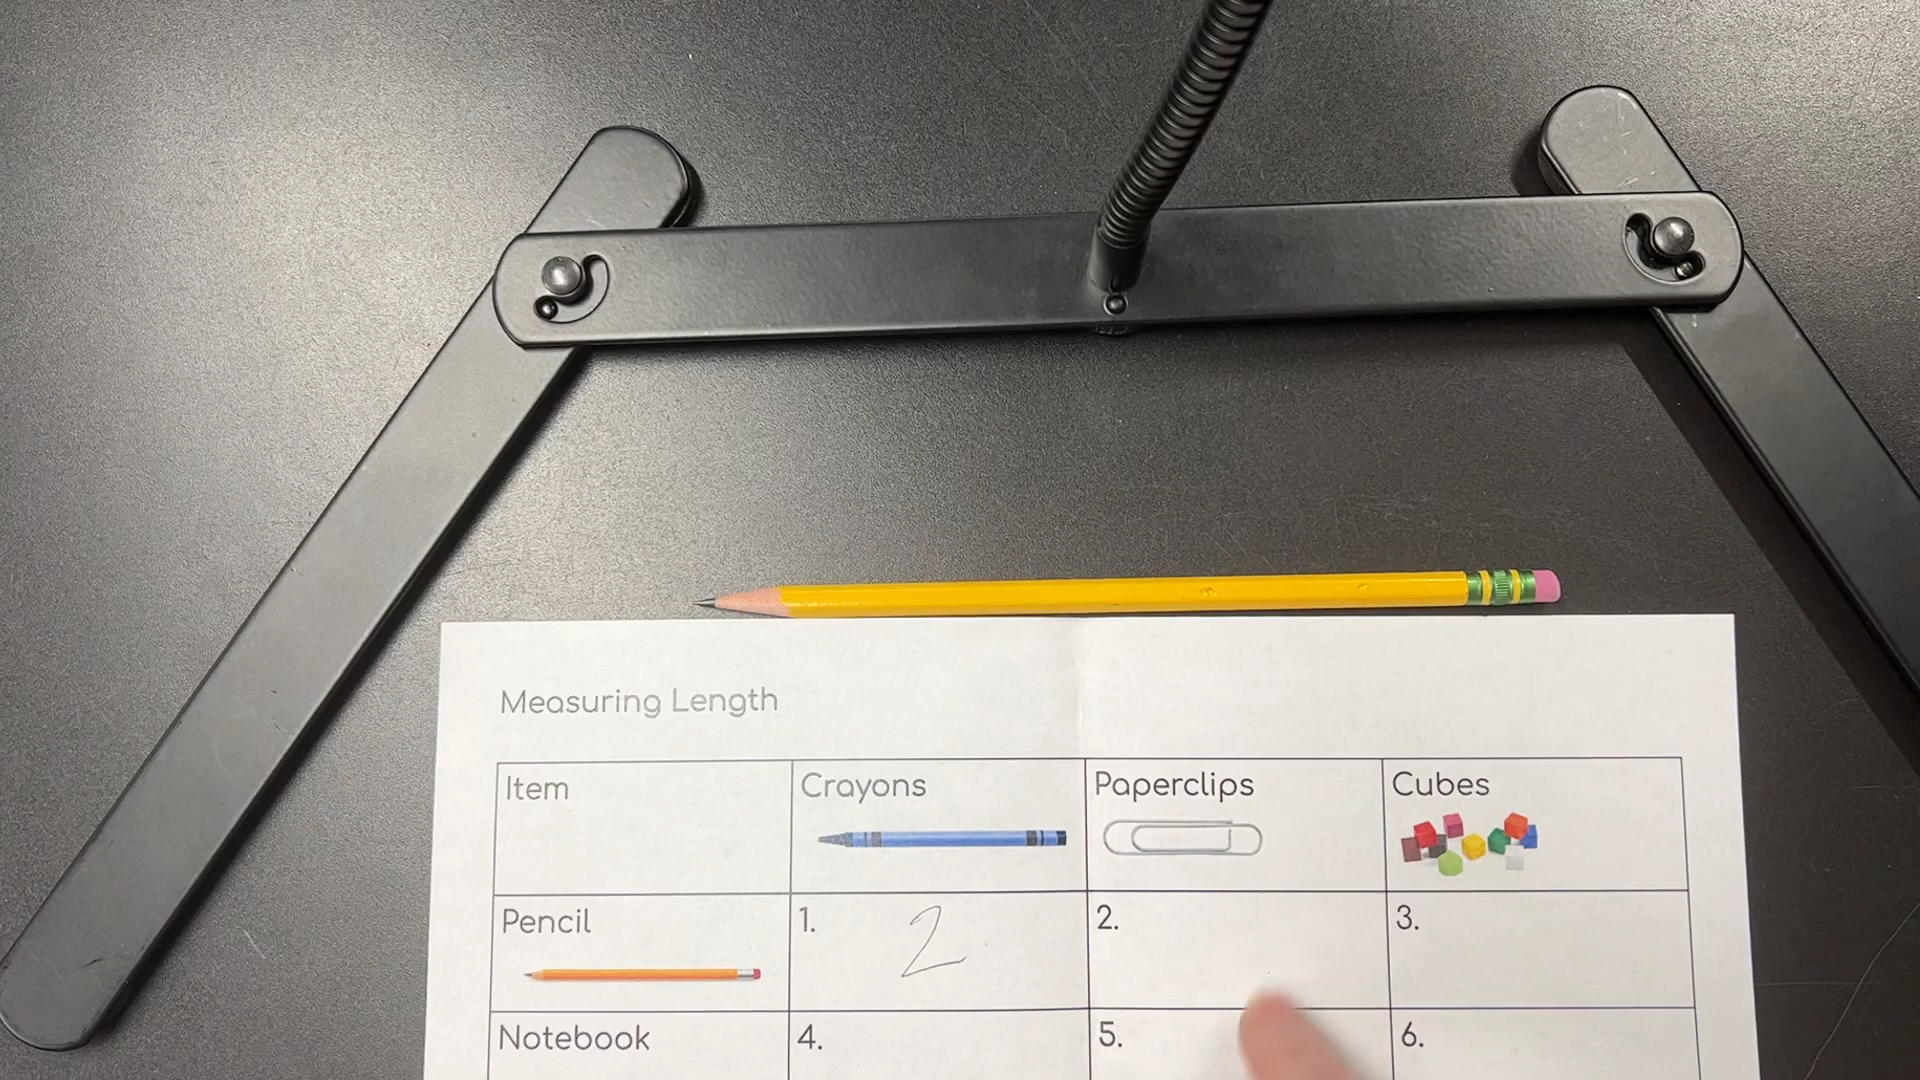 Measuring Length
Item Crayons Paperclips Cubes
Pencil 1. 2 2. 3.
Notebook 4. 5. 6.